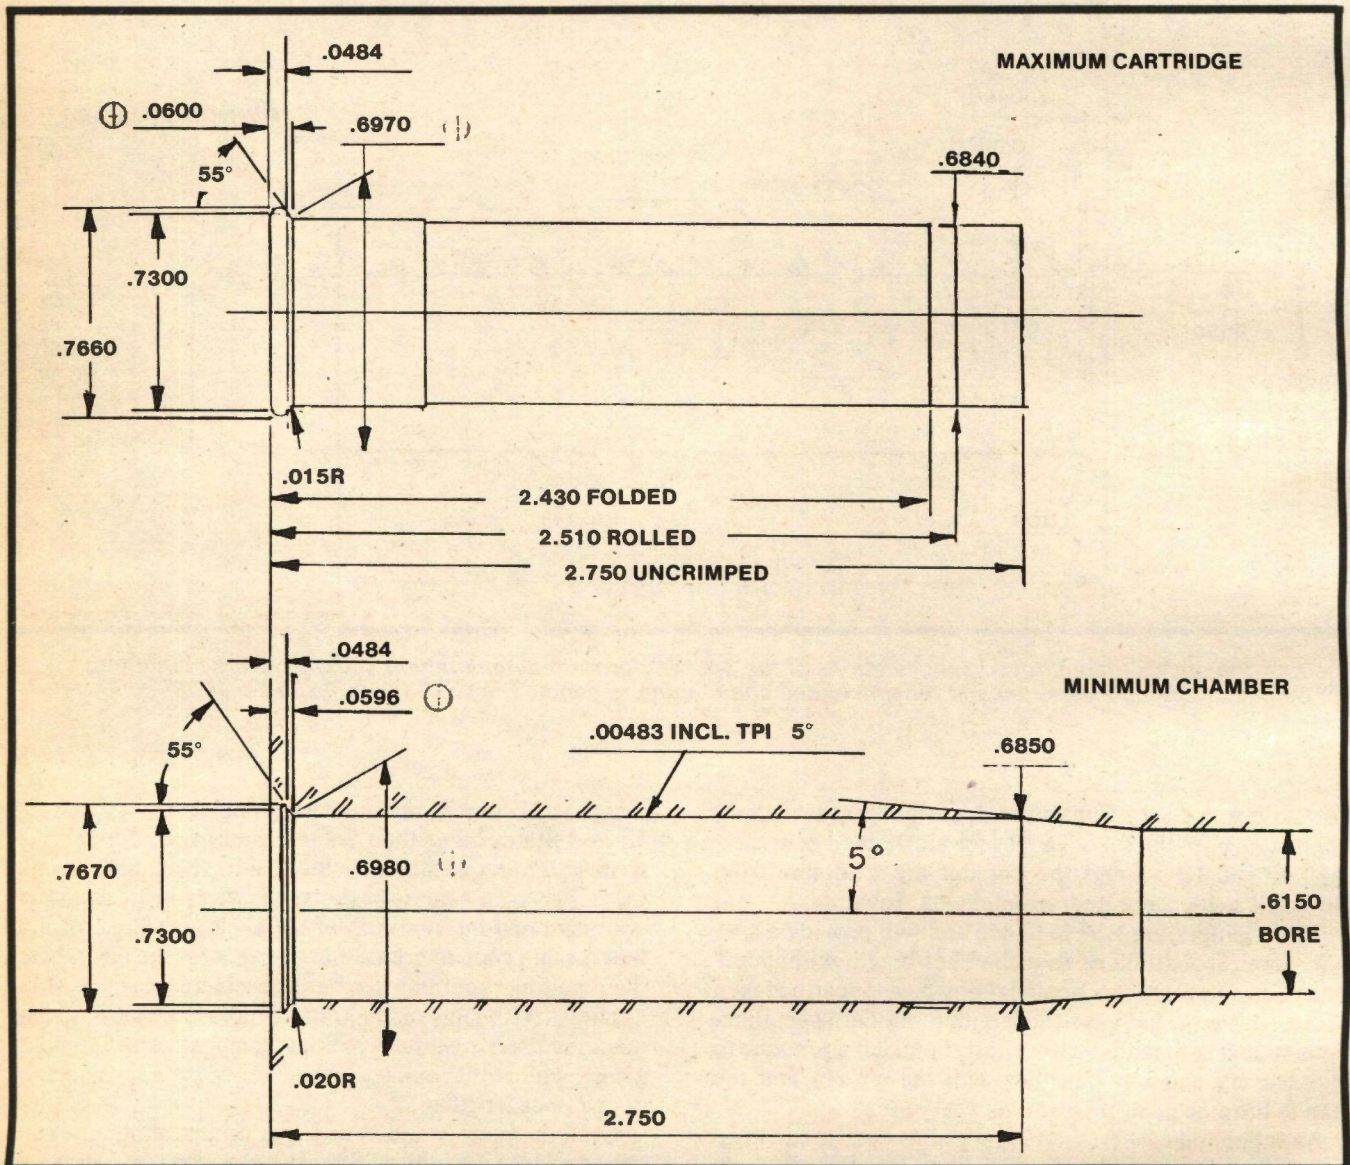 .0484
MAXIMUM CARTRIDGE
.0600
.6970
.6840
55°
.7300
.7660
.015R
2.430 FOLDED
2.510 ROLLED
2.750 UNCRIMPED
.0484
.0596
MINIMUM CHAMBER
55°
.00483 INCL. TPI 5°
.6850
5°
.7670
.6980
.6150
BORE
.7300
.020R
2.750